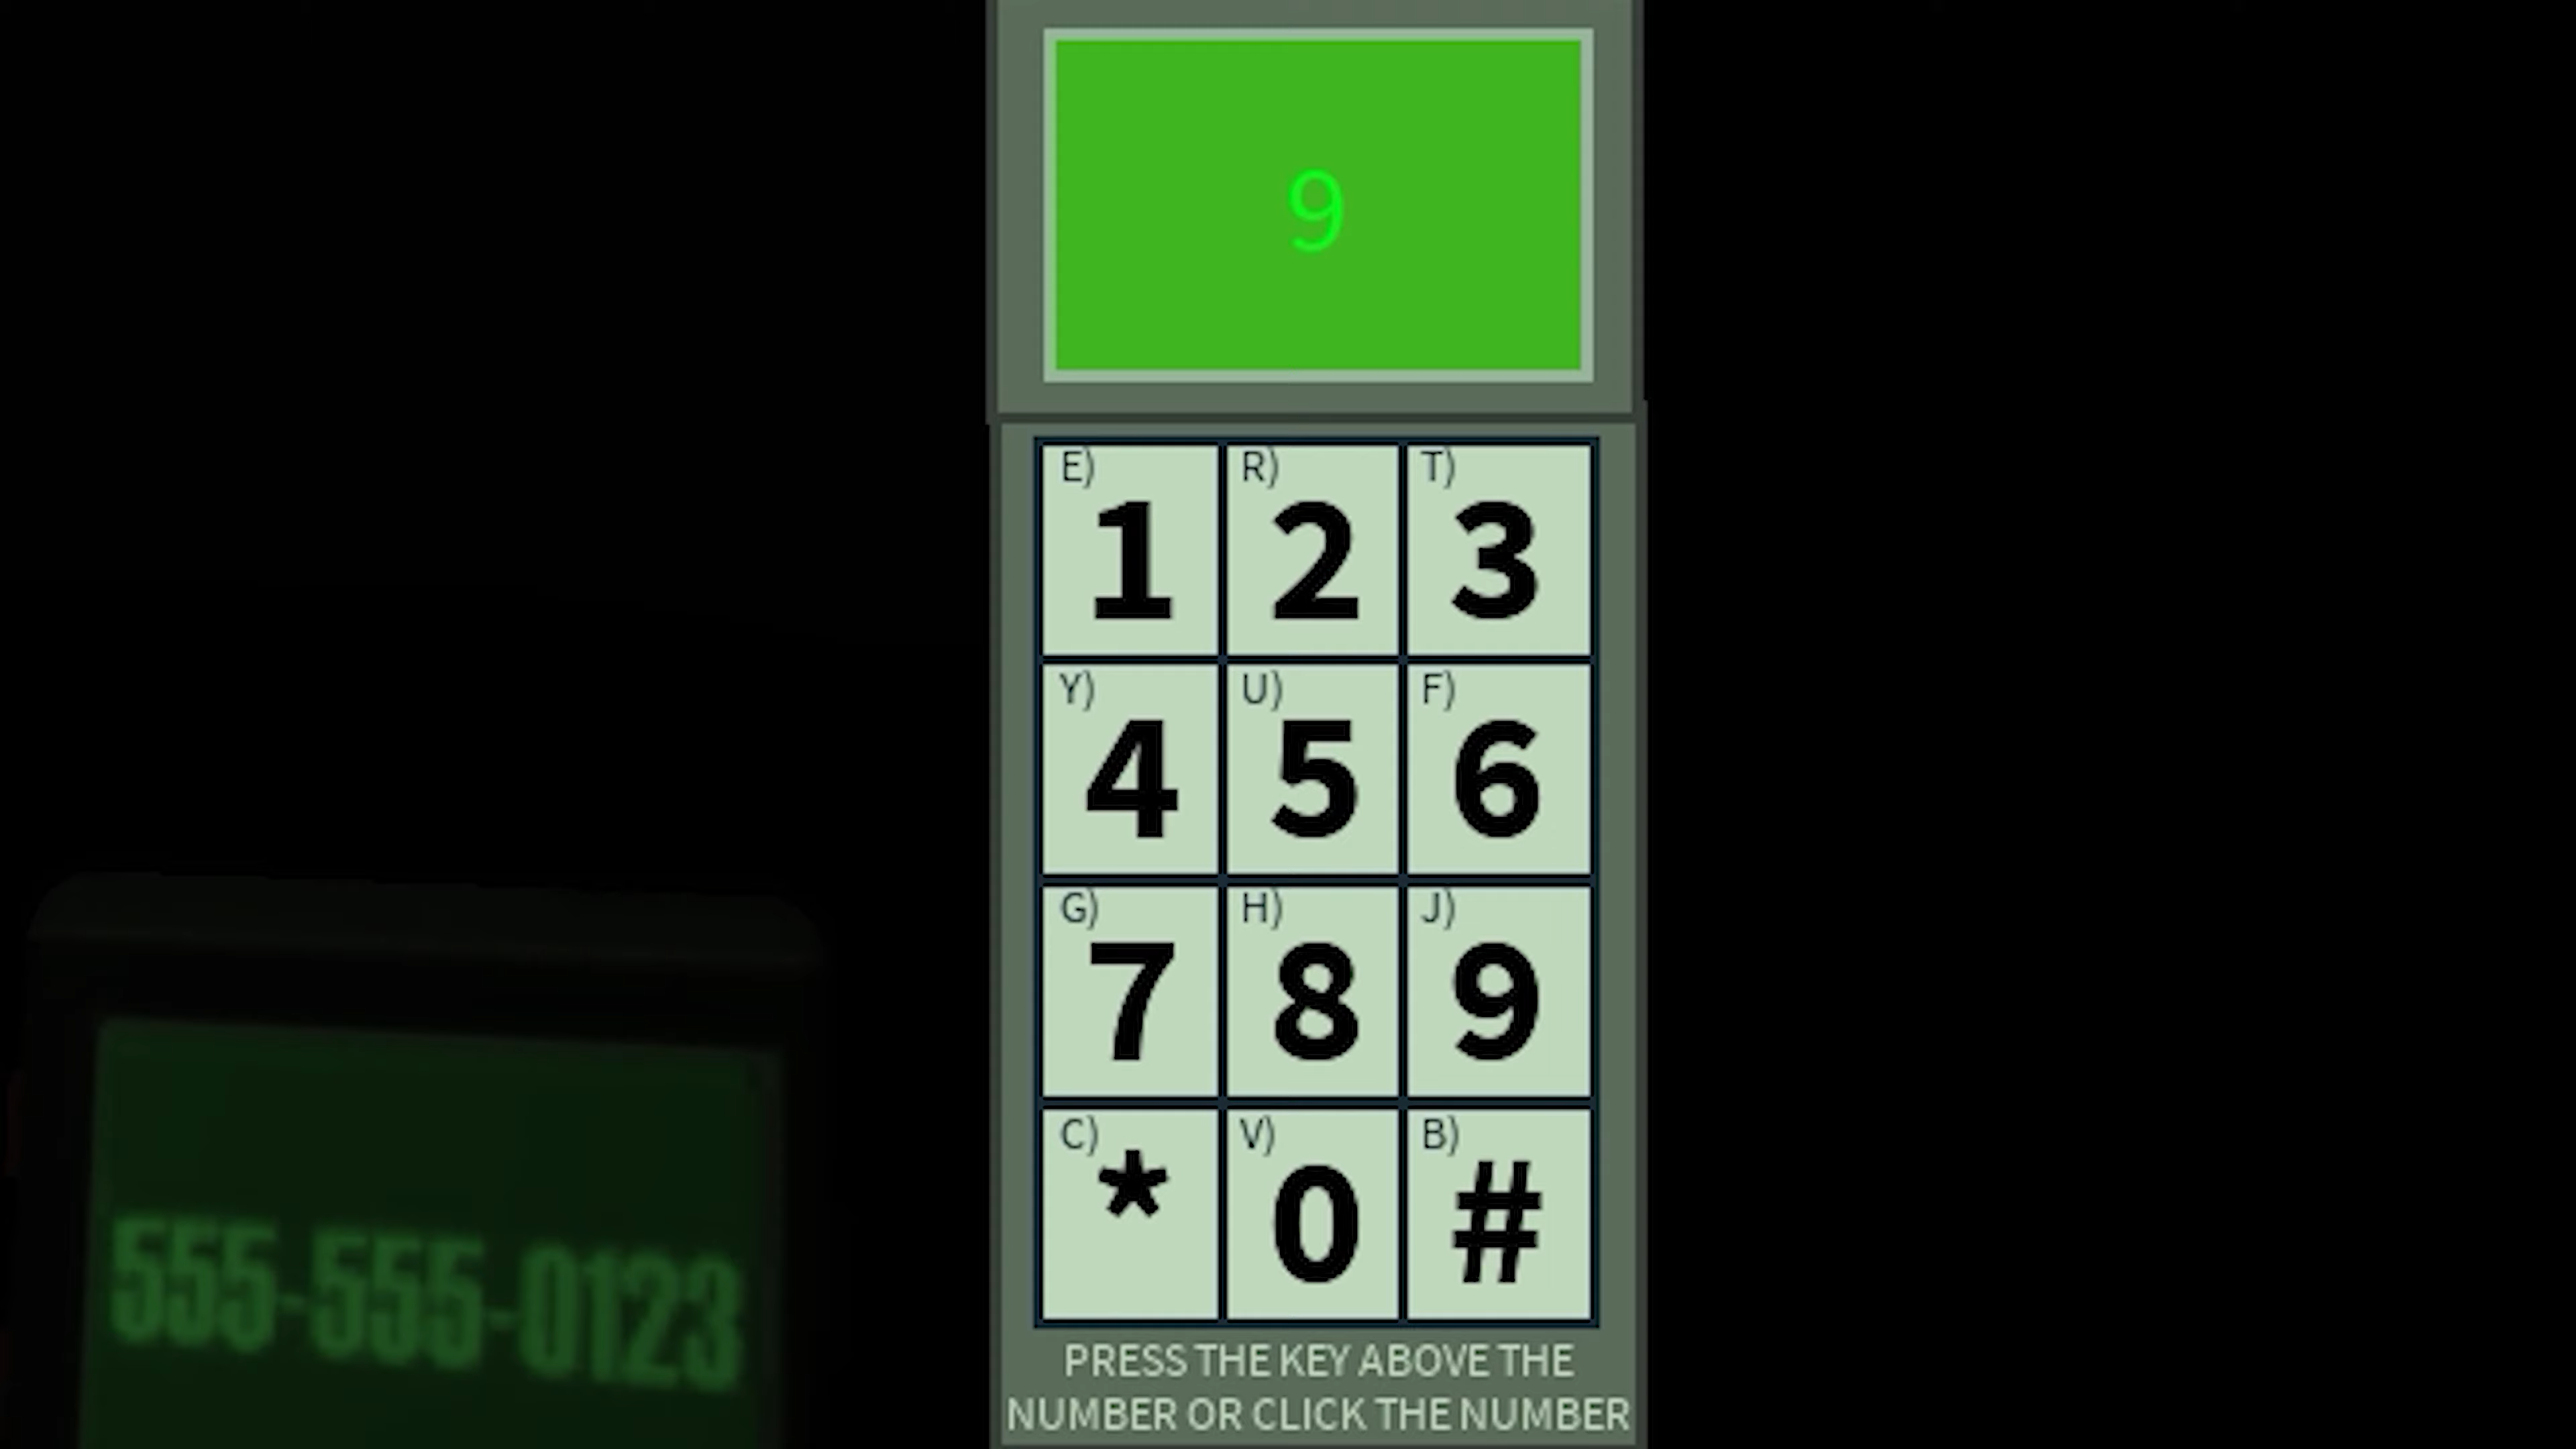 9
E) R) T)
1 2 3
Y) U) F)
4 5 6
G) H) J)
7 8 9
C) V) B)
* 0 #
PRESS THE KEY ABOVE THE
NUMBER OR CLICK THE NUMBER
555-555-0123